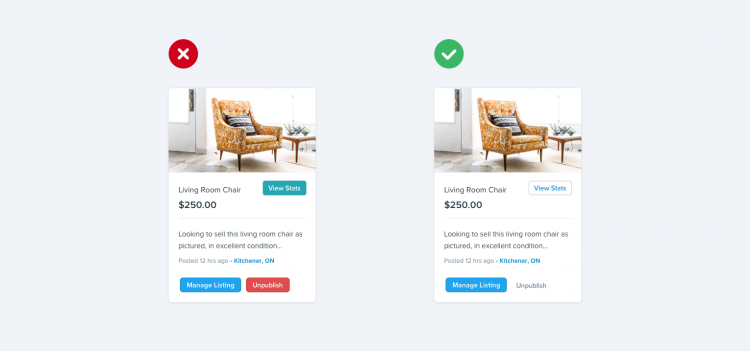 Living Room Chair
View Stats
$250.00
Looking to sell this living room chair as
pictured, in excellent condition...
Posted 12 hrs ago • Kitchener, ON
Manage Listing
Unpublish
Living Room Chair
View Stats
$250.00
Looking to sell this living room chair as
pictured, in excellent condition...
Posted 12 hrs ago • Kitchener, ON
Manage Listing
Unpublish